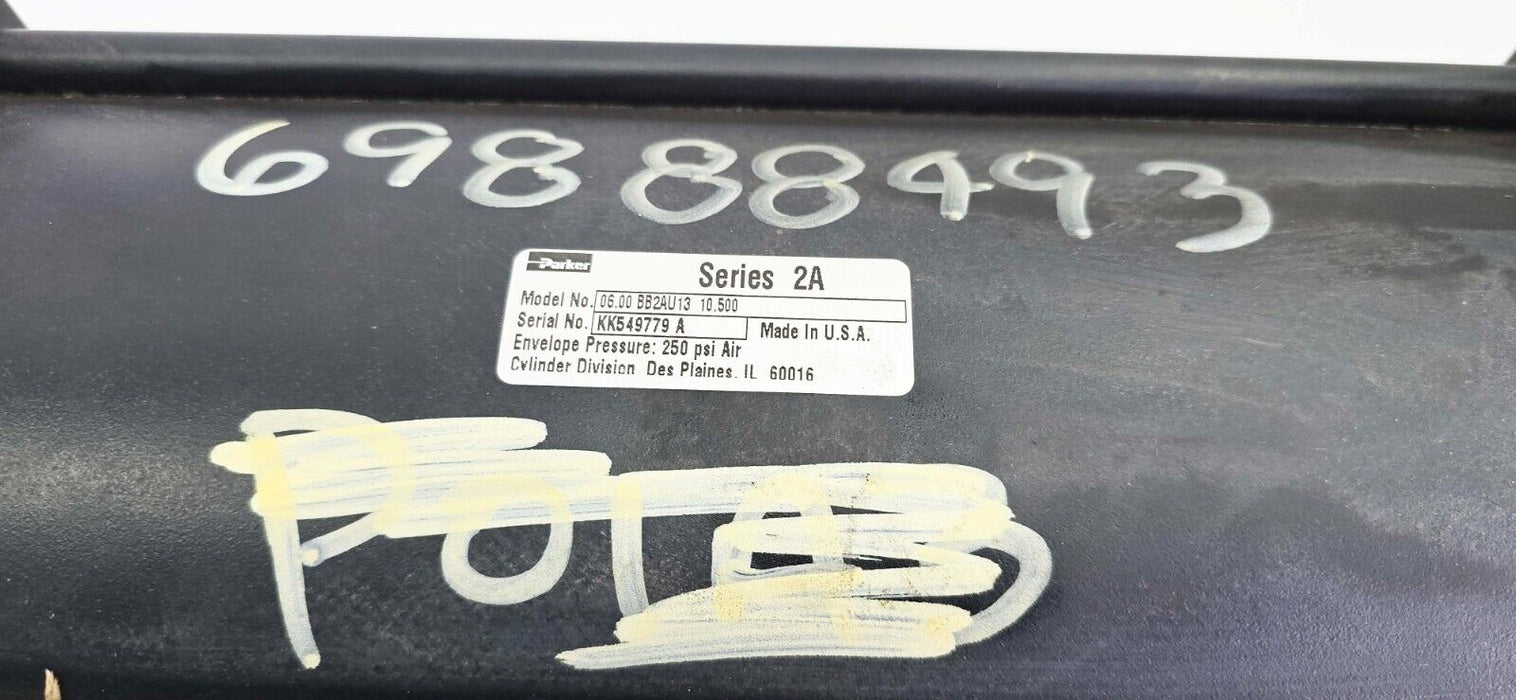 69888493
Parker
Series 2A
Model No. 06.00 BB2AU13 10.500
Serial No. KK549779 A Made In U.S.A.
Envelope Pressure: 250 psi Air
Cylinder Division Des Plaines, IL 60016